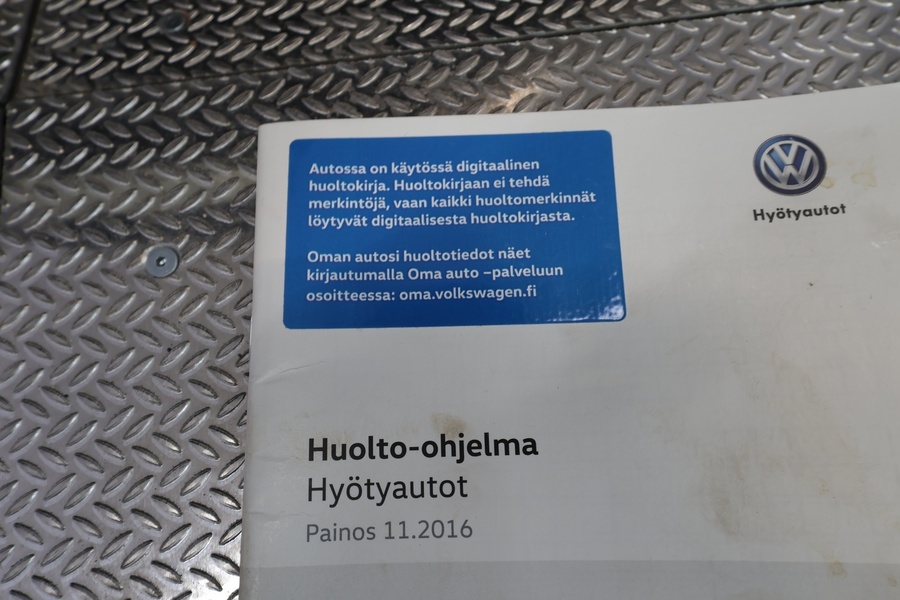 Autossa on käytössä digitaalinen
huoltokirja. Huoltokirjaan ei tehdä
merkintöjä, vaan kaikki huoltomerkinnät
löytyvät digitaalisesta huoltokirjasta.
Oman autosi huoltotiedot näet
kirjautumalla Oma auto –palveluun
osoitteessa: oma.volkswagen.fi
Hyötyautot
Huolto-ohjelma
Hyötyautot
Painos 11.2016